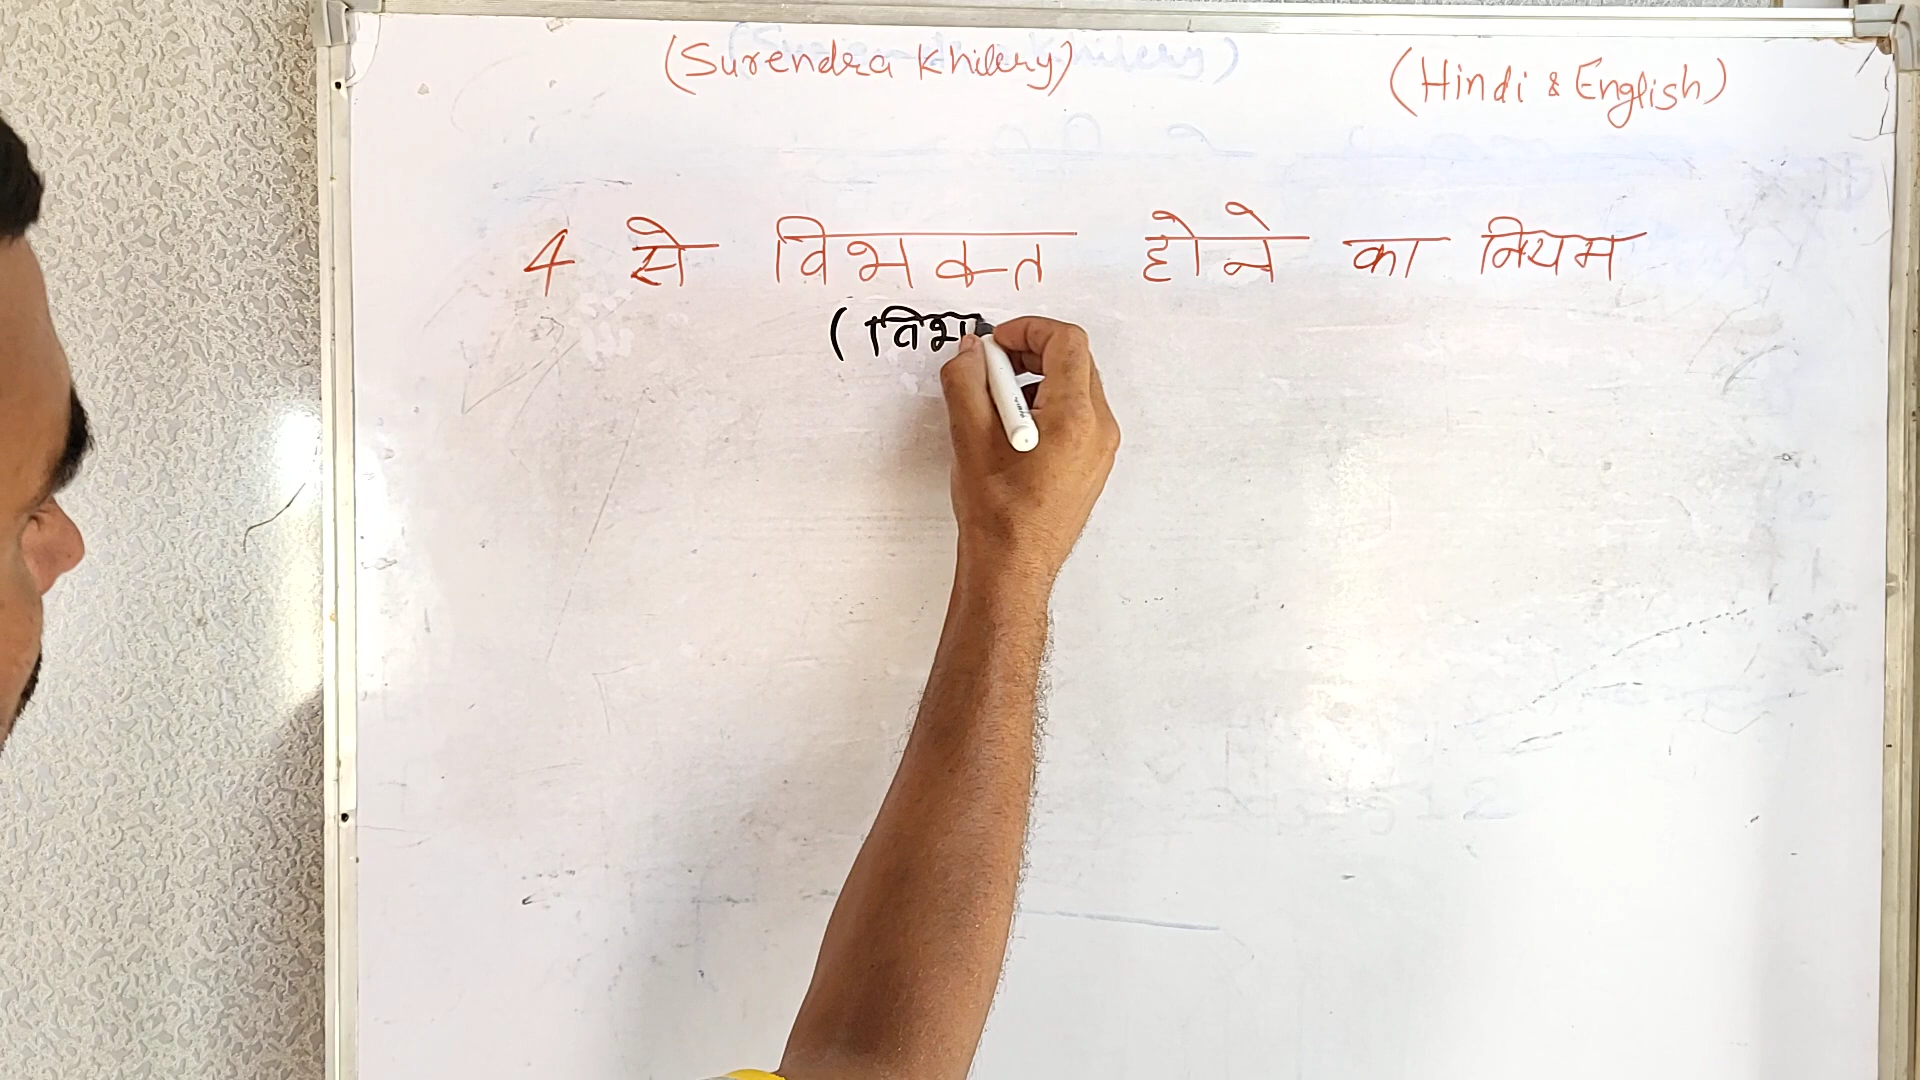 (Surendra Khilery)
(Hindi & English)
4 से विभक्त होने का नियम
(विभ